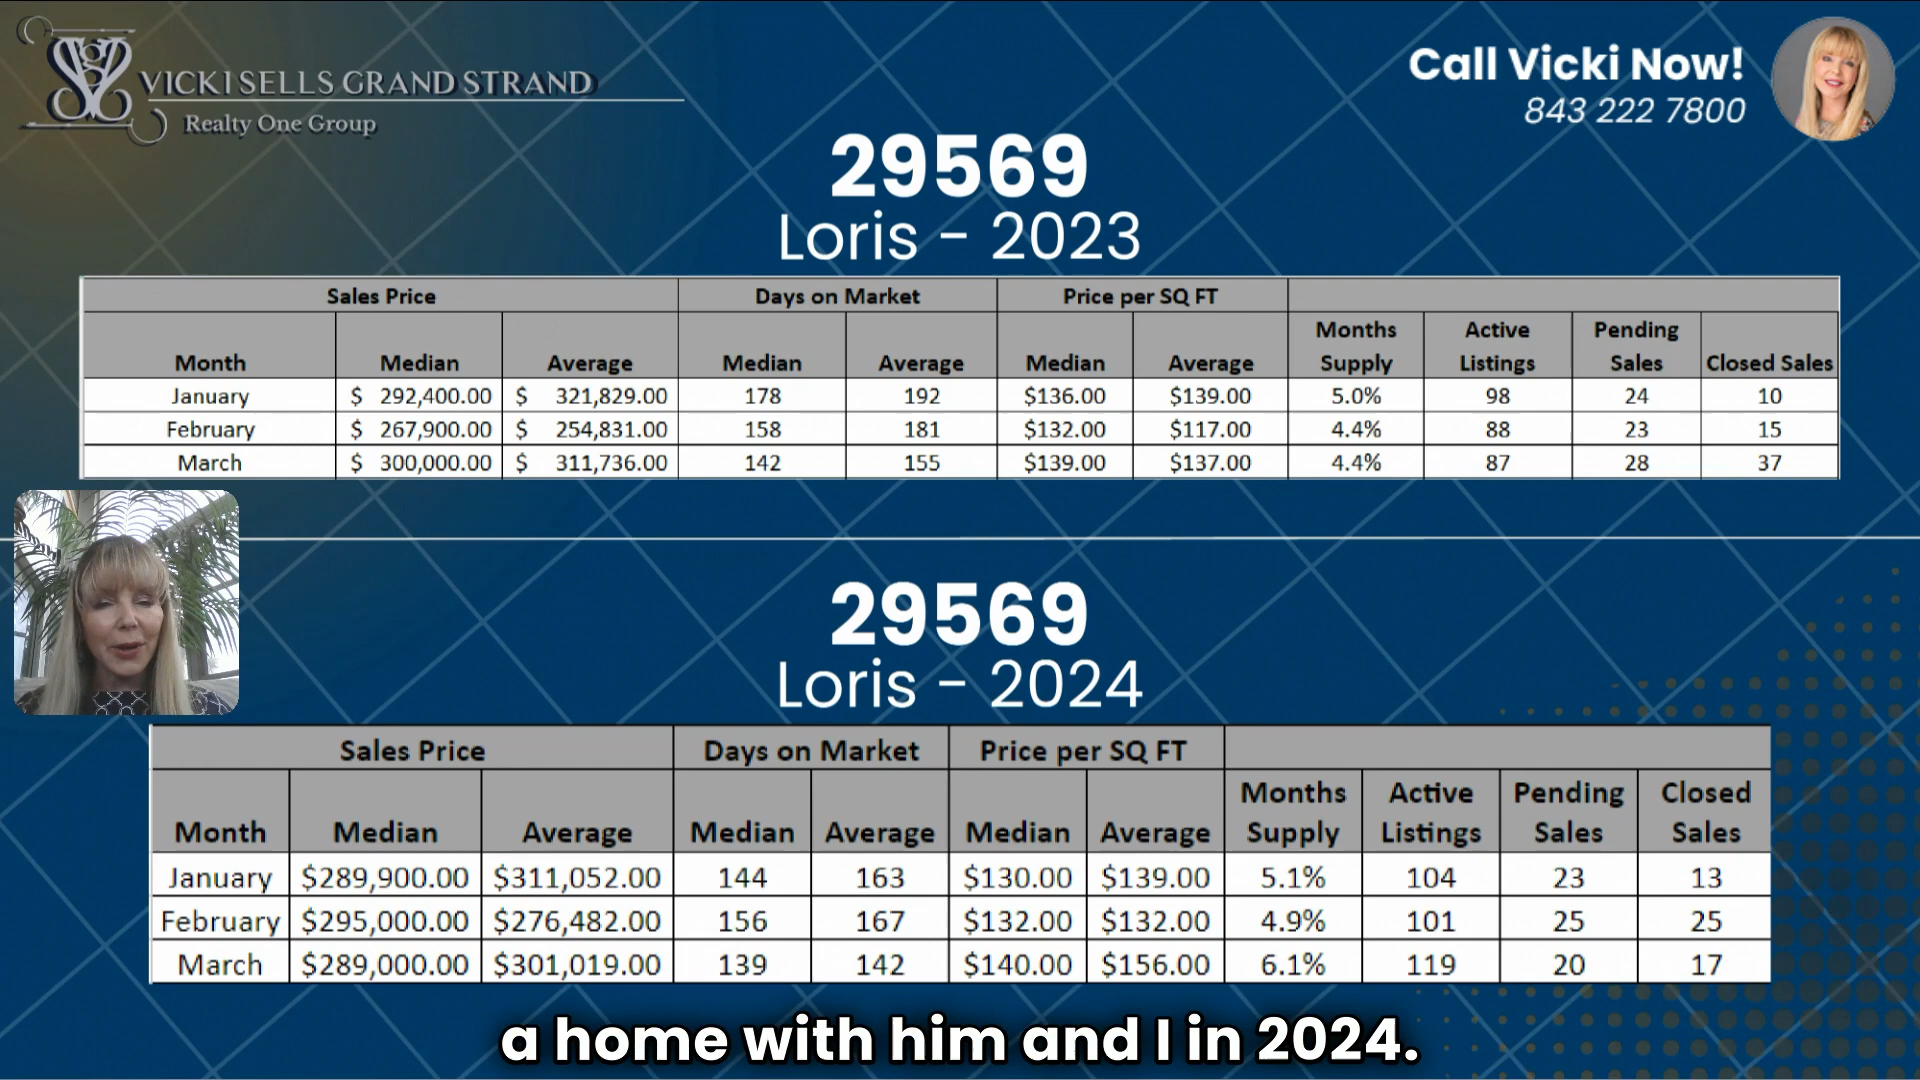 VICKI SELLS GRAND STRAND
Realty One Group
Call Vicki Now!
843 222 7800
29569
Loris - 2023
Sales Price Days on Market Price per SQ FT
Month Median Average Median Average Median Average Months Supply Active Listings Pending Sales Closed Sales
January $ 292,400.00 $ 321,829.00 178 192 $136.00 $139.00 5.0% 98 24 10
February $ 267,900.00 $ 254,831.00 158 181 $132.00 $117.00 4.4% 88 23 15
March $ 300,000.00 $ 311,736.00 142 155 $139.00 $137.00 4.4% 87 28 37
29569
Loris - 2024
Sales Price Days on Market Price per SQ FT
Month Median Average Median Average Median Average Months Supply Active Listings Pending Sales Closed Sales
January $289,900.00 $311,052.00 144 163 $130.00 $139.00 5.1% 104 23 13
February $295,000.00 $276,482.00 156 167 $132.00 $132.00 4.9% 101 25 25
March $289,000.00 $301,019.00 139 142 $140.00 $156.00 6.1% 119 20 17
a home with him and I in 2024.